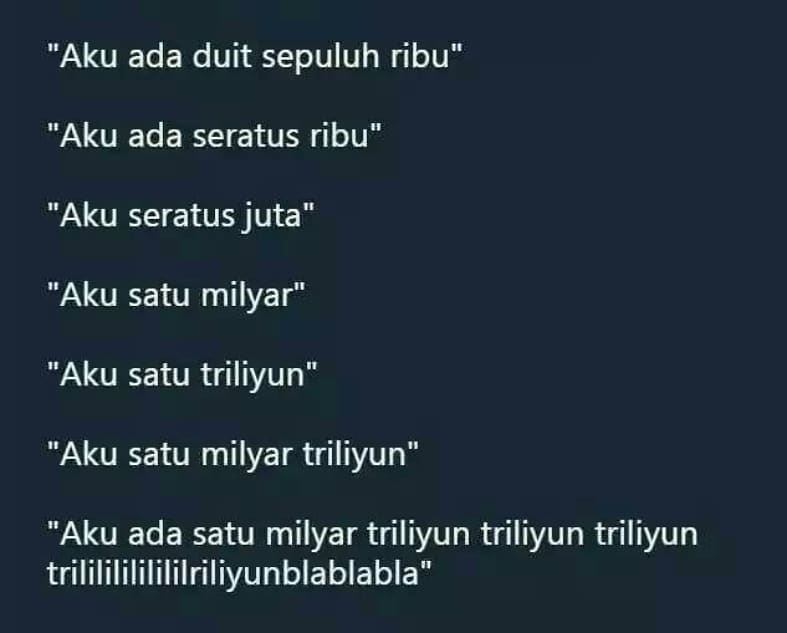 "Aku ada duit sepuluh ribu"
"Aku ada seratus ribu"
"Aku seratus juta"
"Aku satu milyar"
"Aku satu triliyun"
"Aku satu milyar triliyun"
"Aku ada satu milyar triliyun triliyun triliyun
trilililililililriliyunblablabla"